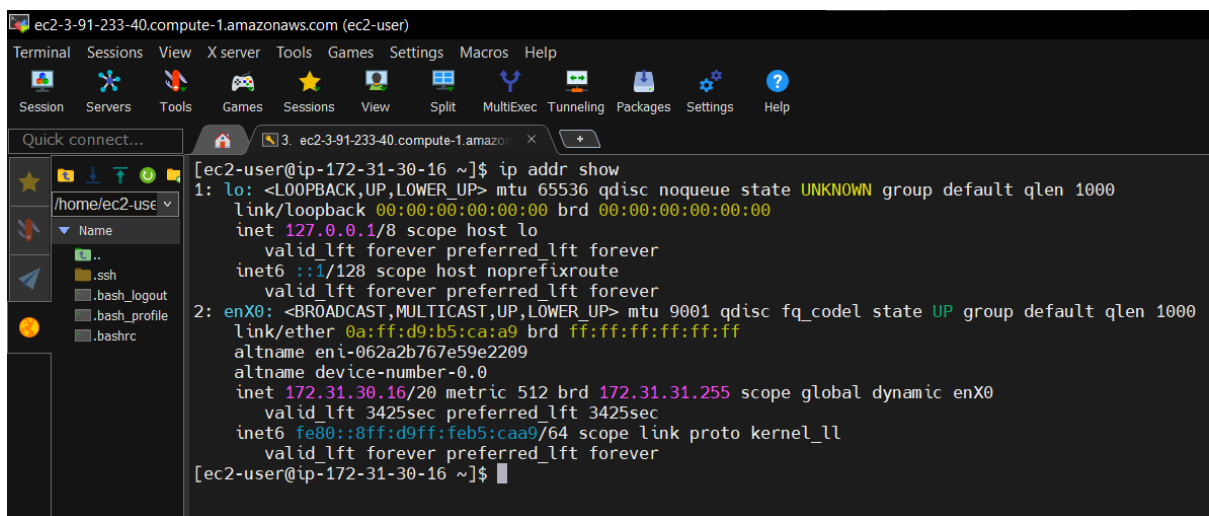 ec2-3-91-233-40.compute-1.amazonaws.com (ec2-user)
Terminal Sessions View X server Tools Games Settings Macros Help
Session Servers Tools Games Sessions View Split MultiExec Tunneling Packages Settings Help
Quick connect...
3. ec2-3-91-233-40.compute-1.amazon
/home/ec2-use
Name
..
.ssh
.bash_logout
.bash_profile
.bashrc
[ec2-user@ip-172-31-30-16 ~]$ ip addr show
1: lo: <LOOPBACK,UP,LOWER_UP> mtu 65536 qdisc noqueue state UNKNOWN group default qlen 1000
link/loopback 00:00:00:00:00:00 brd 00:00:00:00:00:00
inet 127.0.0.1/8 scope host lo
valid_lft forever preferred_lft forever
inet6 ::1/128 scope host noprefixroute
valid_lft forever preferred_lft forever
2: enX0: <BROADCAST,MULTICAST,UP,LOWER_UP> mtu 9001 qdisc fq_codel state UP group default qlen 1000
link/ether 0a:ff:d9:b5:ca:a9 brd ff:ff:ff:ff:ff:ff
altname eni-062a2b767e59e2209
altname device-number-0.0
inet 172.31.30.16/20 metric 512 brd 172.31.31.255 scope global dynamic enX0
valid_lft 3425sec preferred_lft 3425sec
inet6 fe80::8ff:d9ff:feb5:caa9/64 scope link proto kernel_ll
valid_lft forever preferred_lft forever
[ec2-user@ip-172-31-30-16 ~]$